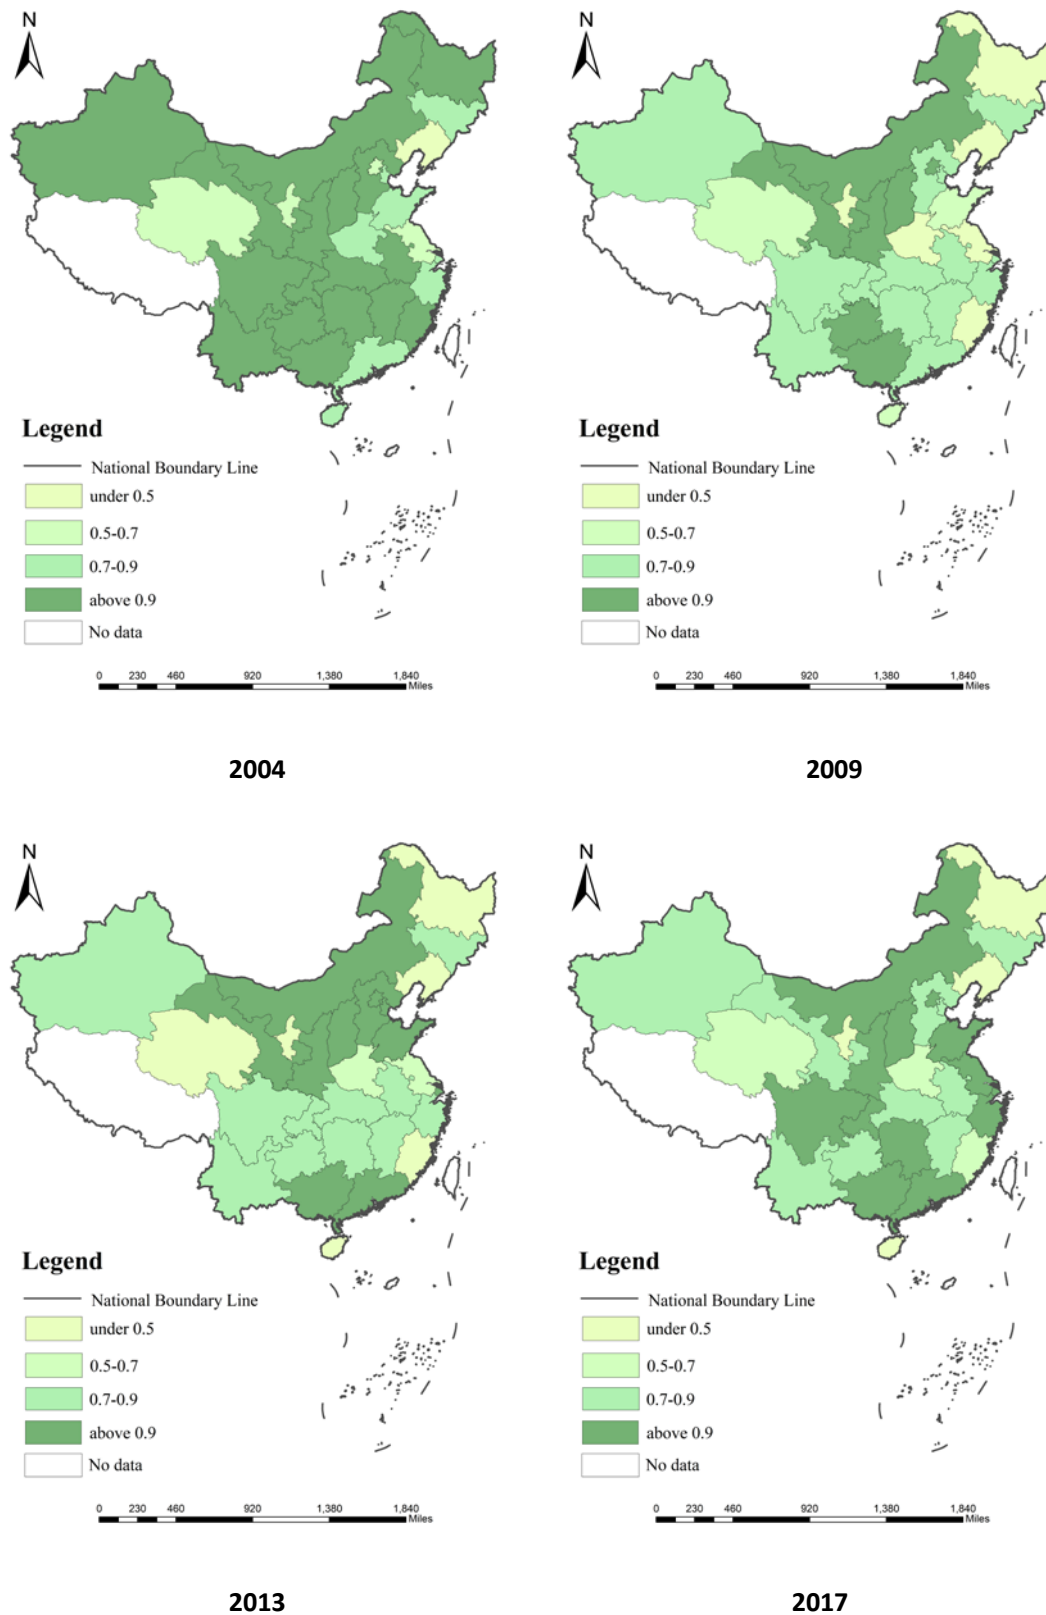 N
Legend
National Boundary Line
under 0.5
0.5-0.7
0.7-0.9
above 0.9
No data
0 230 460 920 1,380 1,840
Miles
2004
N
Legend
National Boundary Line
under 0.5
0.5-0.7
0.7-0.9
above 0.9
No data
0 230 460 920 1,380 1,840
Miles
2009
N
Legend
National Boundary Line
under 0.5
0.5-0.7
0.7-0.9
above 0.9
No data
0 230 460 920 1,380 1,840
Miles
2013
N
Legend
National Boundary Line
under 0.5
0.5-0.7
0.7-0.9
above 0.9
No data
0 230 460 920 1,380 1,840
Miles
2017